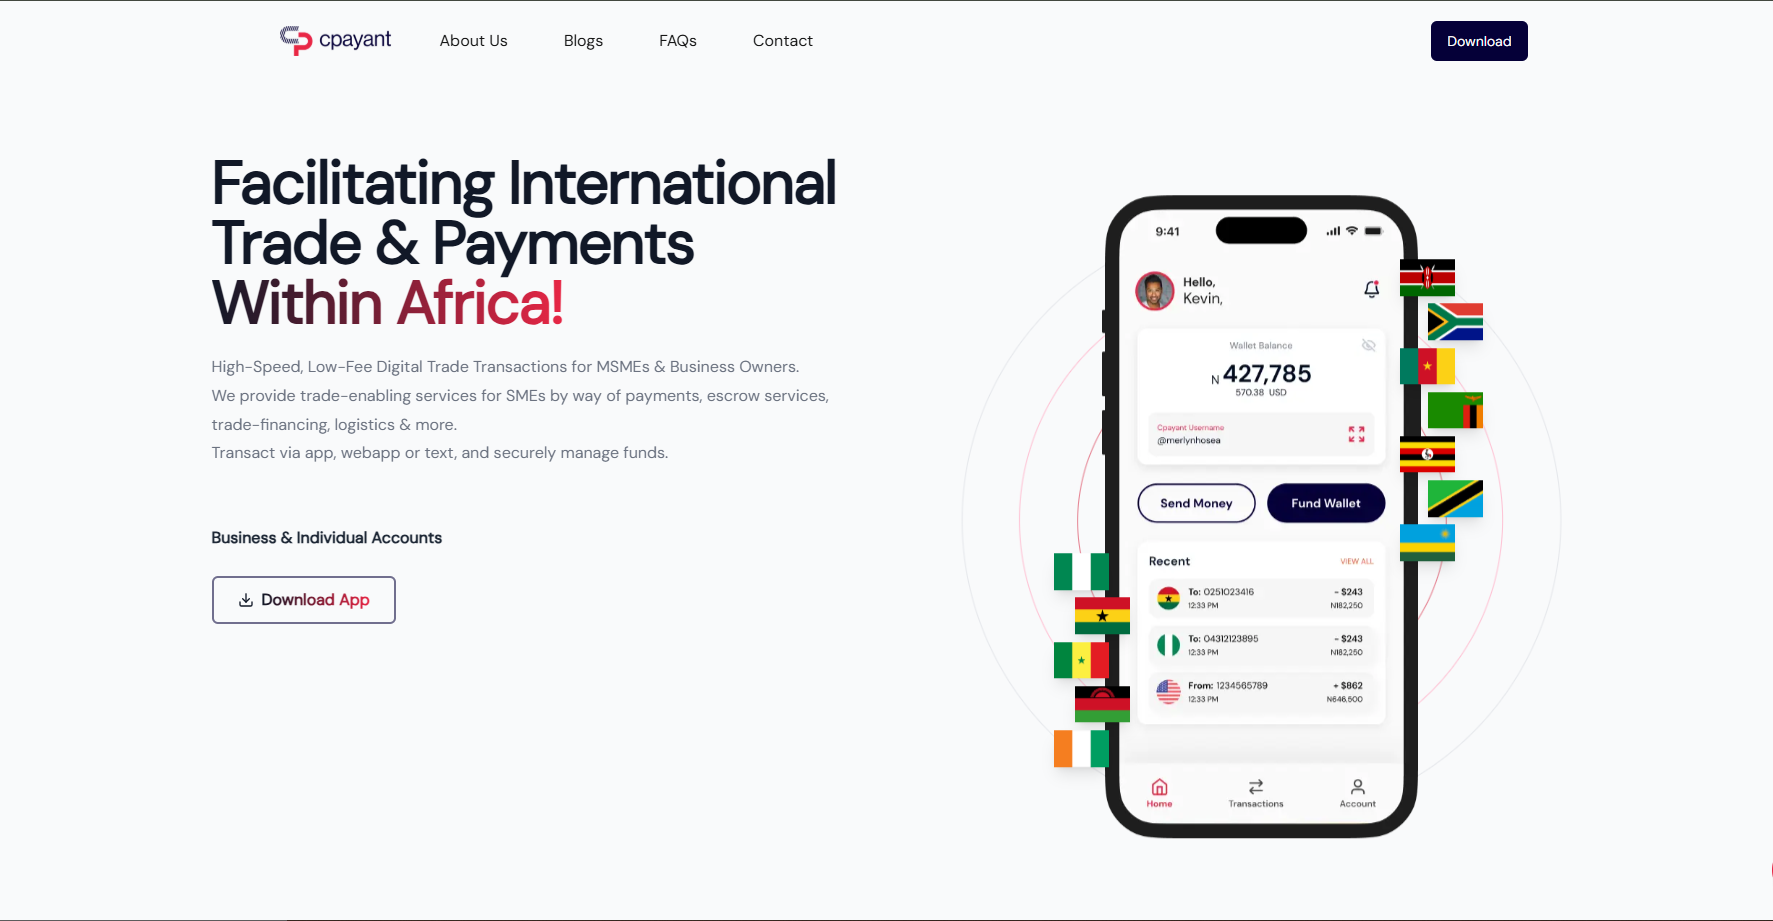 cpayant
About Us
Blogs
FAQs
Contact
Download
Facilitating International
Trade & Payments
Within Africa!
High-Speed, Low-Fee Digital Trade Transactions for MSMEs & Business Owners.
We provide trade-enabling services for SMEs by way of payments, escrow services,
trade-financing, logistics & more.
Transact via app, webapp or text, and securely manage funds.
Business & Individual Accounts
Download App
9:41
Hello,
Kevin,
Wallet Balance
N 427,785
570.38 USD
Cpayant Username
@merlynhosea
Send Money
Fund Wallet
Recent
VIEW ALL
To: 0251023416
- $243
12:33 PM
N182,250
To: 04312123895
- $243
12:33 PM
N182,250
From: 1234565789
+ $862
12:33 PM
N646,500
Home
Transactions
Account